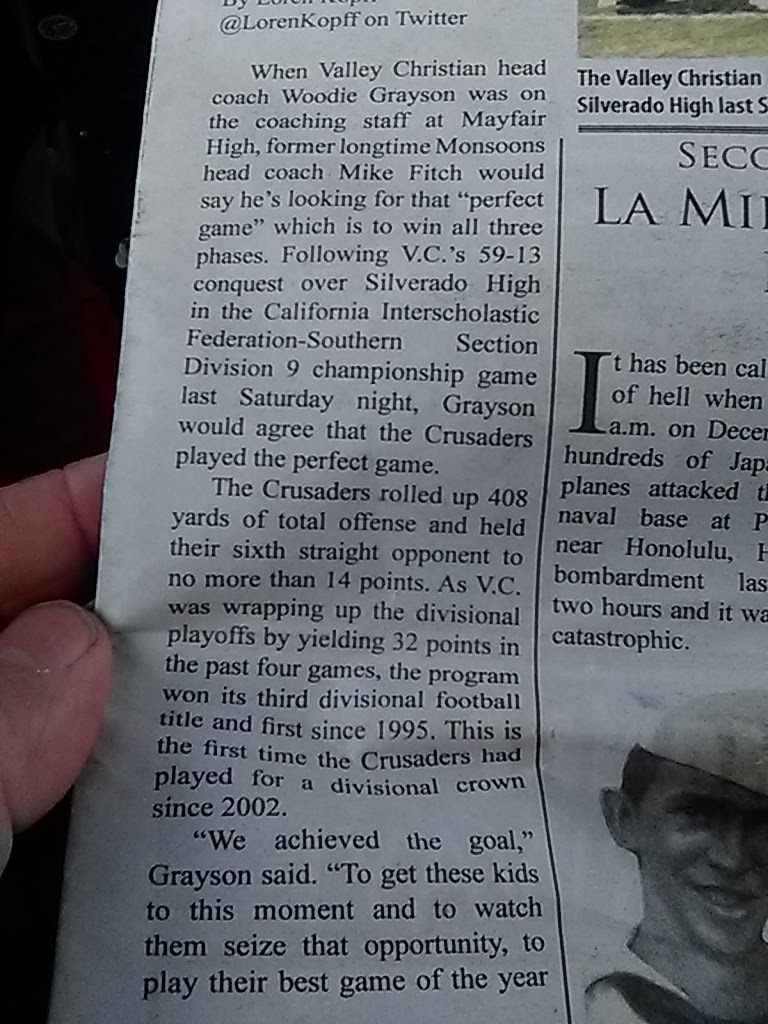 By Loren Kopff
@LorenKopff on Twitter
When Valley Christian head
coach Woodie Grayson was on
the coaching staff at Mayfair
High, former longtime Monsoons
head coach Mike Fitch would
say he's looking for that “perfect
game” which is to win all three
phases. Following V.C.'s 59-13
conquest over Silverado High
in the California Interscholastic
Federation-Southern Section
Division 9 championship game
last Saturday night, Grayson
would agree that the Crusaders
played the perfect game.
The Crusaders rolled up 408
yards of total offense and held
their sixth straight opponent to
no more than 14 points. As V.C.
was wrapping up the divisional
playoffs by yielding 32 points in
the past four games, the program
won its third divisional football
title and first since 1995. This is
the first time the Crusaders had
played for a divisional crown
since 2002.
“We achieved the goal,”
Grayson said. “To get these kids
to this moment and to watch
them seize that opportunity, to
play their best game of the year
The Valley Christian
Silverado High last S
SECO
LA MI
It has been cal
of hell when
a.m. on Decem
hundreds of Japa
planes attacked th
naval base at P
near Honolulu, H
bombardment las
two hours and it wa
catastrophic.